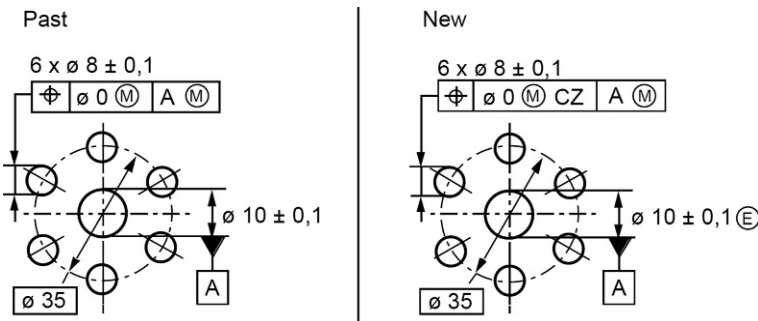 Past
6 x ø 8 ± 0,1
⌖ ø 0 Ⓜ A Ⓜ
ø 10 ± 0,1
A
ø 35
New
6 x ø 8 ± 0,1
⌖ ø 0 Ⓜ CZ A Ⓜ
ø 10 ± 0,1 Ⓔ
A
ø 35